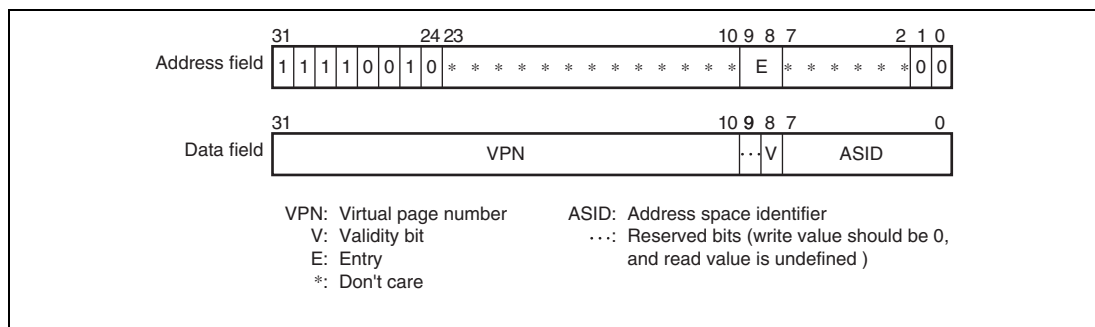 31 24 23 10 9 8 7 2 1 0
Address field 1 1 1 1 0 0 1 0 * * * * * * * * * * * * * * E * * * * * * 0 0
31 10 9 8 7 0
Data field VPN ··· V ASID
VPN: Virtual page number
V: Validity bit
E: Entry
*: Don't care
ASID: Address space identifier
···: Reserved bits (write value should be 0,
and read value is undefined )